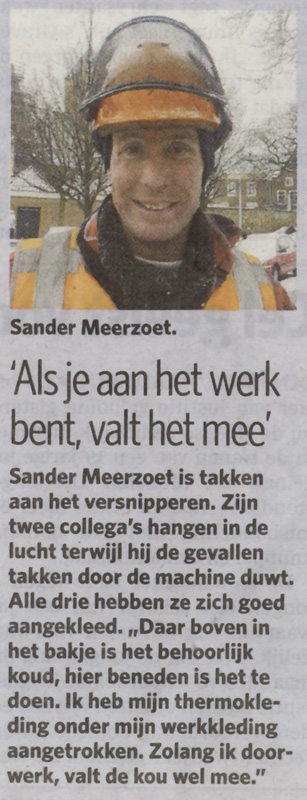 Sander Meerzoet.
‘Als je aan het werk
bent, valt het mee’
Sander Meerzoet is takken
aan het versnipperen. Zijn
twee collega’s hangen in de
lucht terwijl hij de gevallen
takken door de machine duwt.
Alle drie hebben ze zich goed
aangekleed. „Daar boven in
het bakje is het behoorlijk
koud, hier beneden is het te
doen. Ik heb mijn thermokle-
ding onder mijn werkkleding
aangetrokken. Zolang ik door-
werk, valt de kou wel mee.”